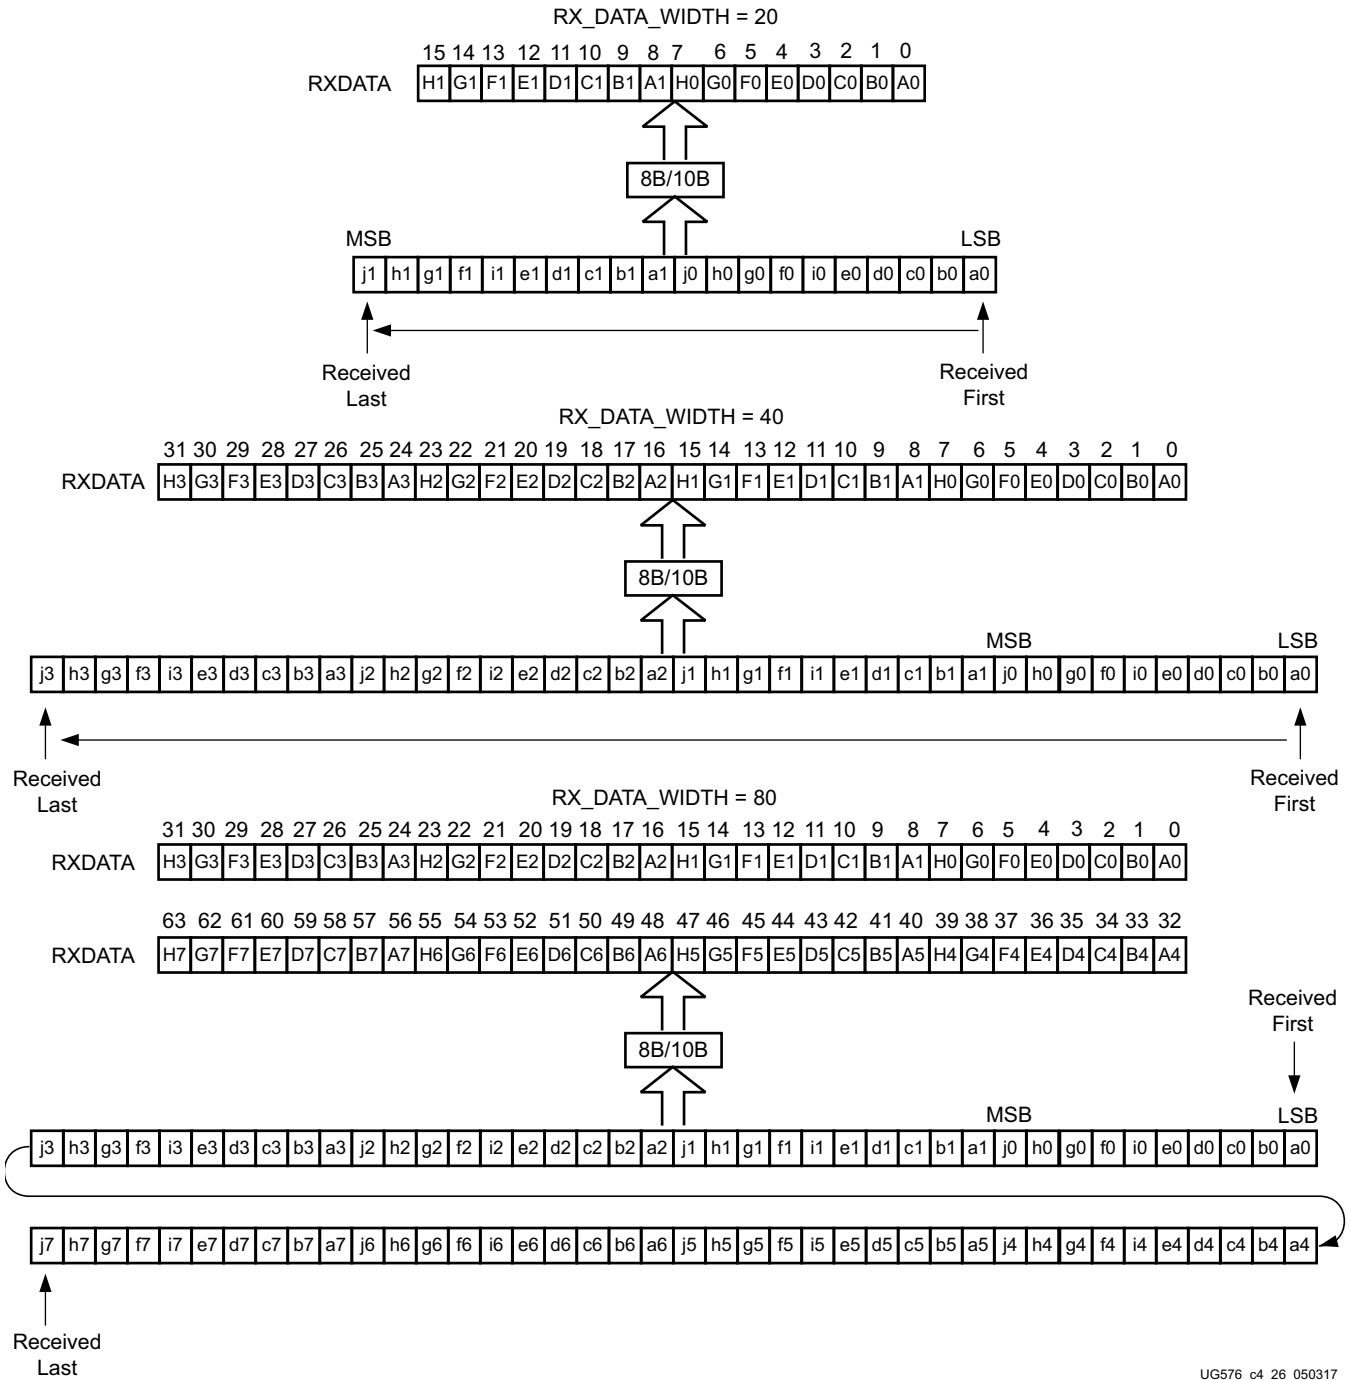 RX_DATA_WIDTH = 20
15 14 13 12 11 10 9 8 7 6 5 4 3 2 1 0
RXDATA H1 G1 F1 E1 D1 C1 B1 A1 H0 G0 F0 E0 D0 C0 B0 A0
8B/10B
MSB LSB
j1 h1 g1 f1 i1 e1 d1 c1 b1 a1 j0 h0 g0 f0 i0 e0 d0 c0 b0 a0
Received Received
Last First
RX_DATA_WIDTH = 40
31 30 29 28 27 26 25 24 23 22 21 20 19 18 17 16 15 14 13 12 11 10 9 8 7 6 5 4 3 2 1 0
RXDATA H3 G3 F3 E3 D3 C3 B3 A3 H2 G2 F2 E2 D2 C2 B2 A2 H1 G1 F1 E1 D1 C1 B1 A1 H0 G0 F0 E0 D0 C0 B0 A0
8B/10B
MSB LSB
j3 h3 g3 f3 i3 e3 d3 c3 b3 a3 j2 h2 g2 f2 i2 e2 d2 c2 b2 a2 j1 h1 g1 f1 i1 e1 d1 c1 b1 a1 j0 h0 g0 f0 i0 e0 d0 c0 b0 a0
Received Received
Last First
RX_DATA_WIDTH = 80
31 30 29 28 27 26 25 24 23 22 21 20 19 18 17 16 15 14 13 12 11 10 9 8 7 6 5 4 3 2 1 0
RXDATA H3 G3 F3 E3 D3 C3 B3 A3 H2 G2 F2 E2 D2 C2 B2 A2 H1 G1 F1 E1 D1 C1 B1 A1 H0 G0 F0 E0 D0 C0 B0 A0
63 62 61 60 59 58 57 56 55 54 53 52 51 50 49 48 47 46 45 44 43 42 41 40 39 38 37 36 35 34 33 32
RXDATA H7 G7 F7 E7 D7 C7 B7 A7 H6 G6 F6 E6 D6 C6 B6 A6 H5 G5 F5 E5 D5 C5 B5 A5 H4 G4 F4 E4 D4 C4 B4 A4
Received
First
8B/10B
MSB LSB
j3 h3 g3 f3 i3 e3 d3 c3 b3 a3 j2 h2 g2 f2 i2 e2 d2 c2 b2 a2 j1 h1 g1 f1 i1 e1 d1 c1 b1 a1 j0 h0 g0 f0 i0 e0 d0 c0 b0 a0
j7 h7 g7 f7 i7 e7 d7 c7 b7 a7 j6 h6 g6 f6 i6 e6 d6 c6 b6 a6 j5 h5 g5 f5 i5 e5 d5 c5 b5 a5 j4 h4 g4 f4 i4 e4 d4 c4 b4 a4
Received
Last
UG576_c4_26_050317